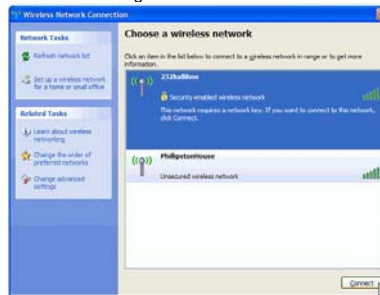 Wireless Network Connection
Network Tasks
Refresh network list
Set up a wireless network
for a home or small office
Related Tasks
Learn about wireless
networking
Change the order of
preferred networks
Change advanced
settings
Choose a wireless network
Click an item in the list below to connect to a wireless network in range or to get more
information.
Security-enabled wireless network
This network requires a network key. If you want to connect to this network,
click Connect.
PhillipstonHouse
Unsecured wireless network
Connect